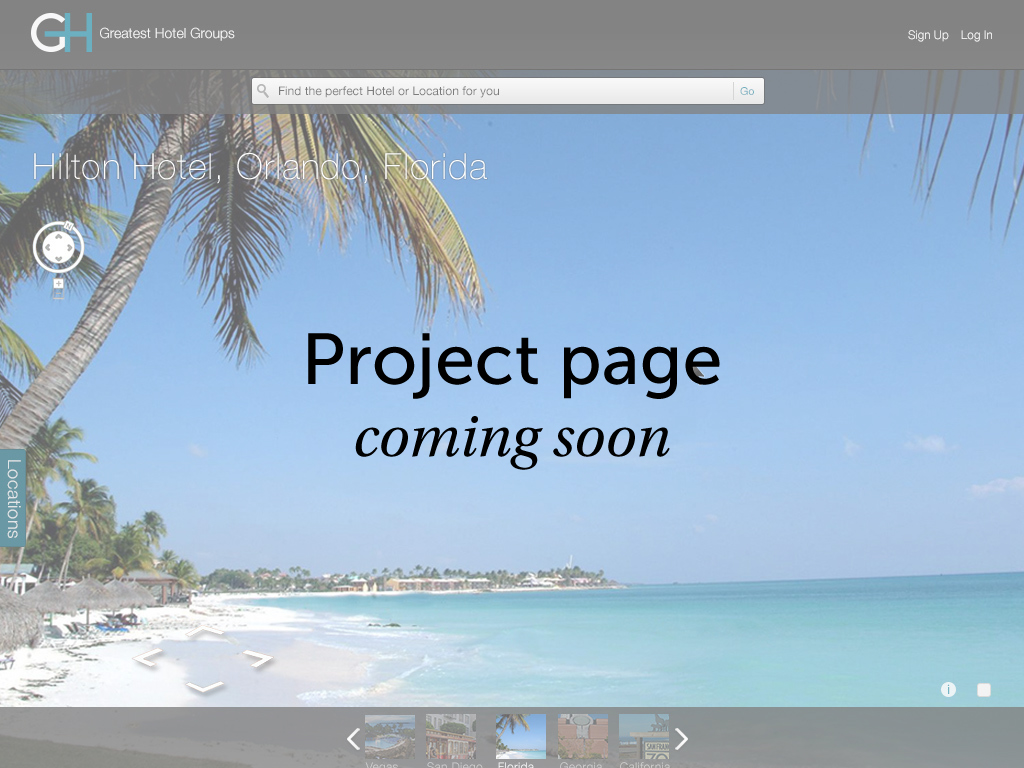 GH Greatest Hotel Groups
Sign Up Log In
Find the perfect Hotel or Location for you Go
Hilton Hotel, Orlando, Florida
Project page
coming soon
Locations
i
Vegas San Diego Florida Georgia California